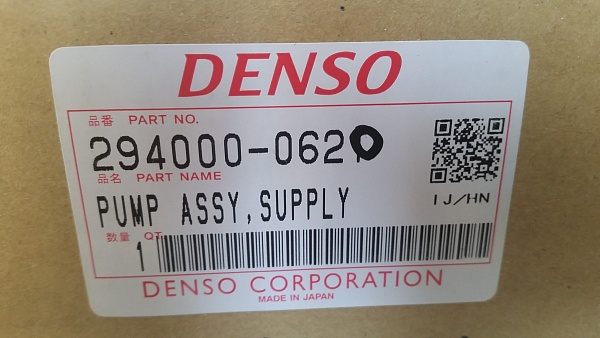 DENSO
品番 PART NO.
294000-0620
品名 PART NAME
PUMP ASSY,SUPPLY
IJ/HN
数量 QT
1
DENSO CORPORATION
MADE IN JAPAN